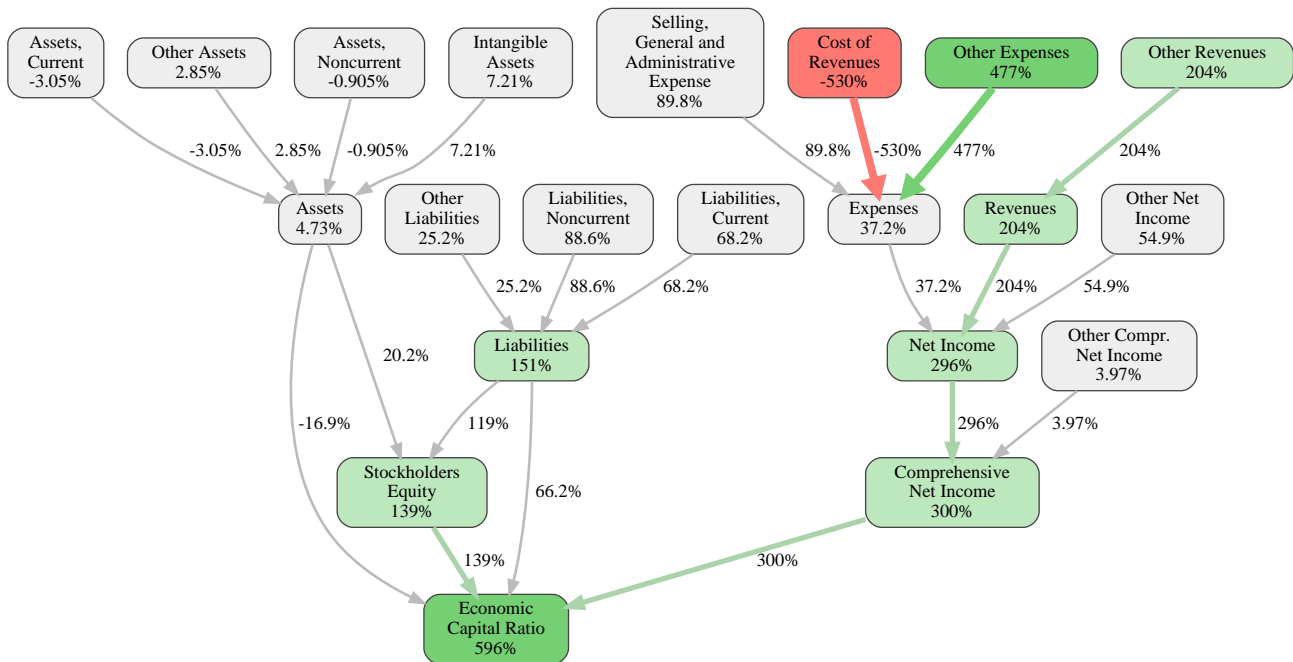 Assets,
Current
-3.05%
Other Assets
2.85%
Assets,
Noncurrent
-0.905%
Intangible
Assets
7.21%
Selling,
General and
Administrative
Expense
89.8%
Cost of
Revenues
-530%
Other Expenses
477%
Other Revenues
204%
-3.05%
2.85%
-0.905%
7.21%
89.8%
-530%
477%
204%
Assets
4.73%
Other
Liabilities
25.2%
Liabilities,
Noncurrent
88.6%
Liabilities,
Current
68.2%
Expenses
37.2%
Revenues
204%
Other Net
Income
54.9%
25.2%
88.6%
68.2%
37.2%
204%
54.9%
Liabilities
151%
Net Income
296%
Other Compr.
Net Income
3.97%
20.2%
-16.9%
119%
66.2%
296%
3.97%
Stockholders
Equity
139%
Comprehensive
Net Income
300%
139%
300%
Economic
Capital Ratio
596%